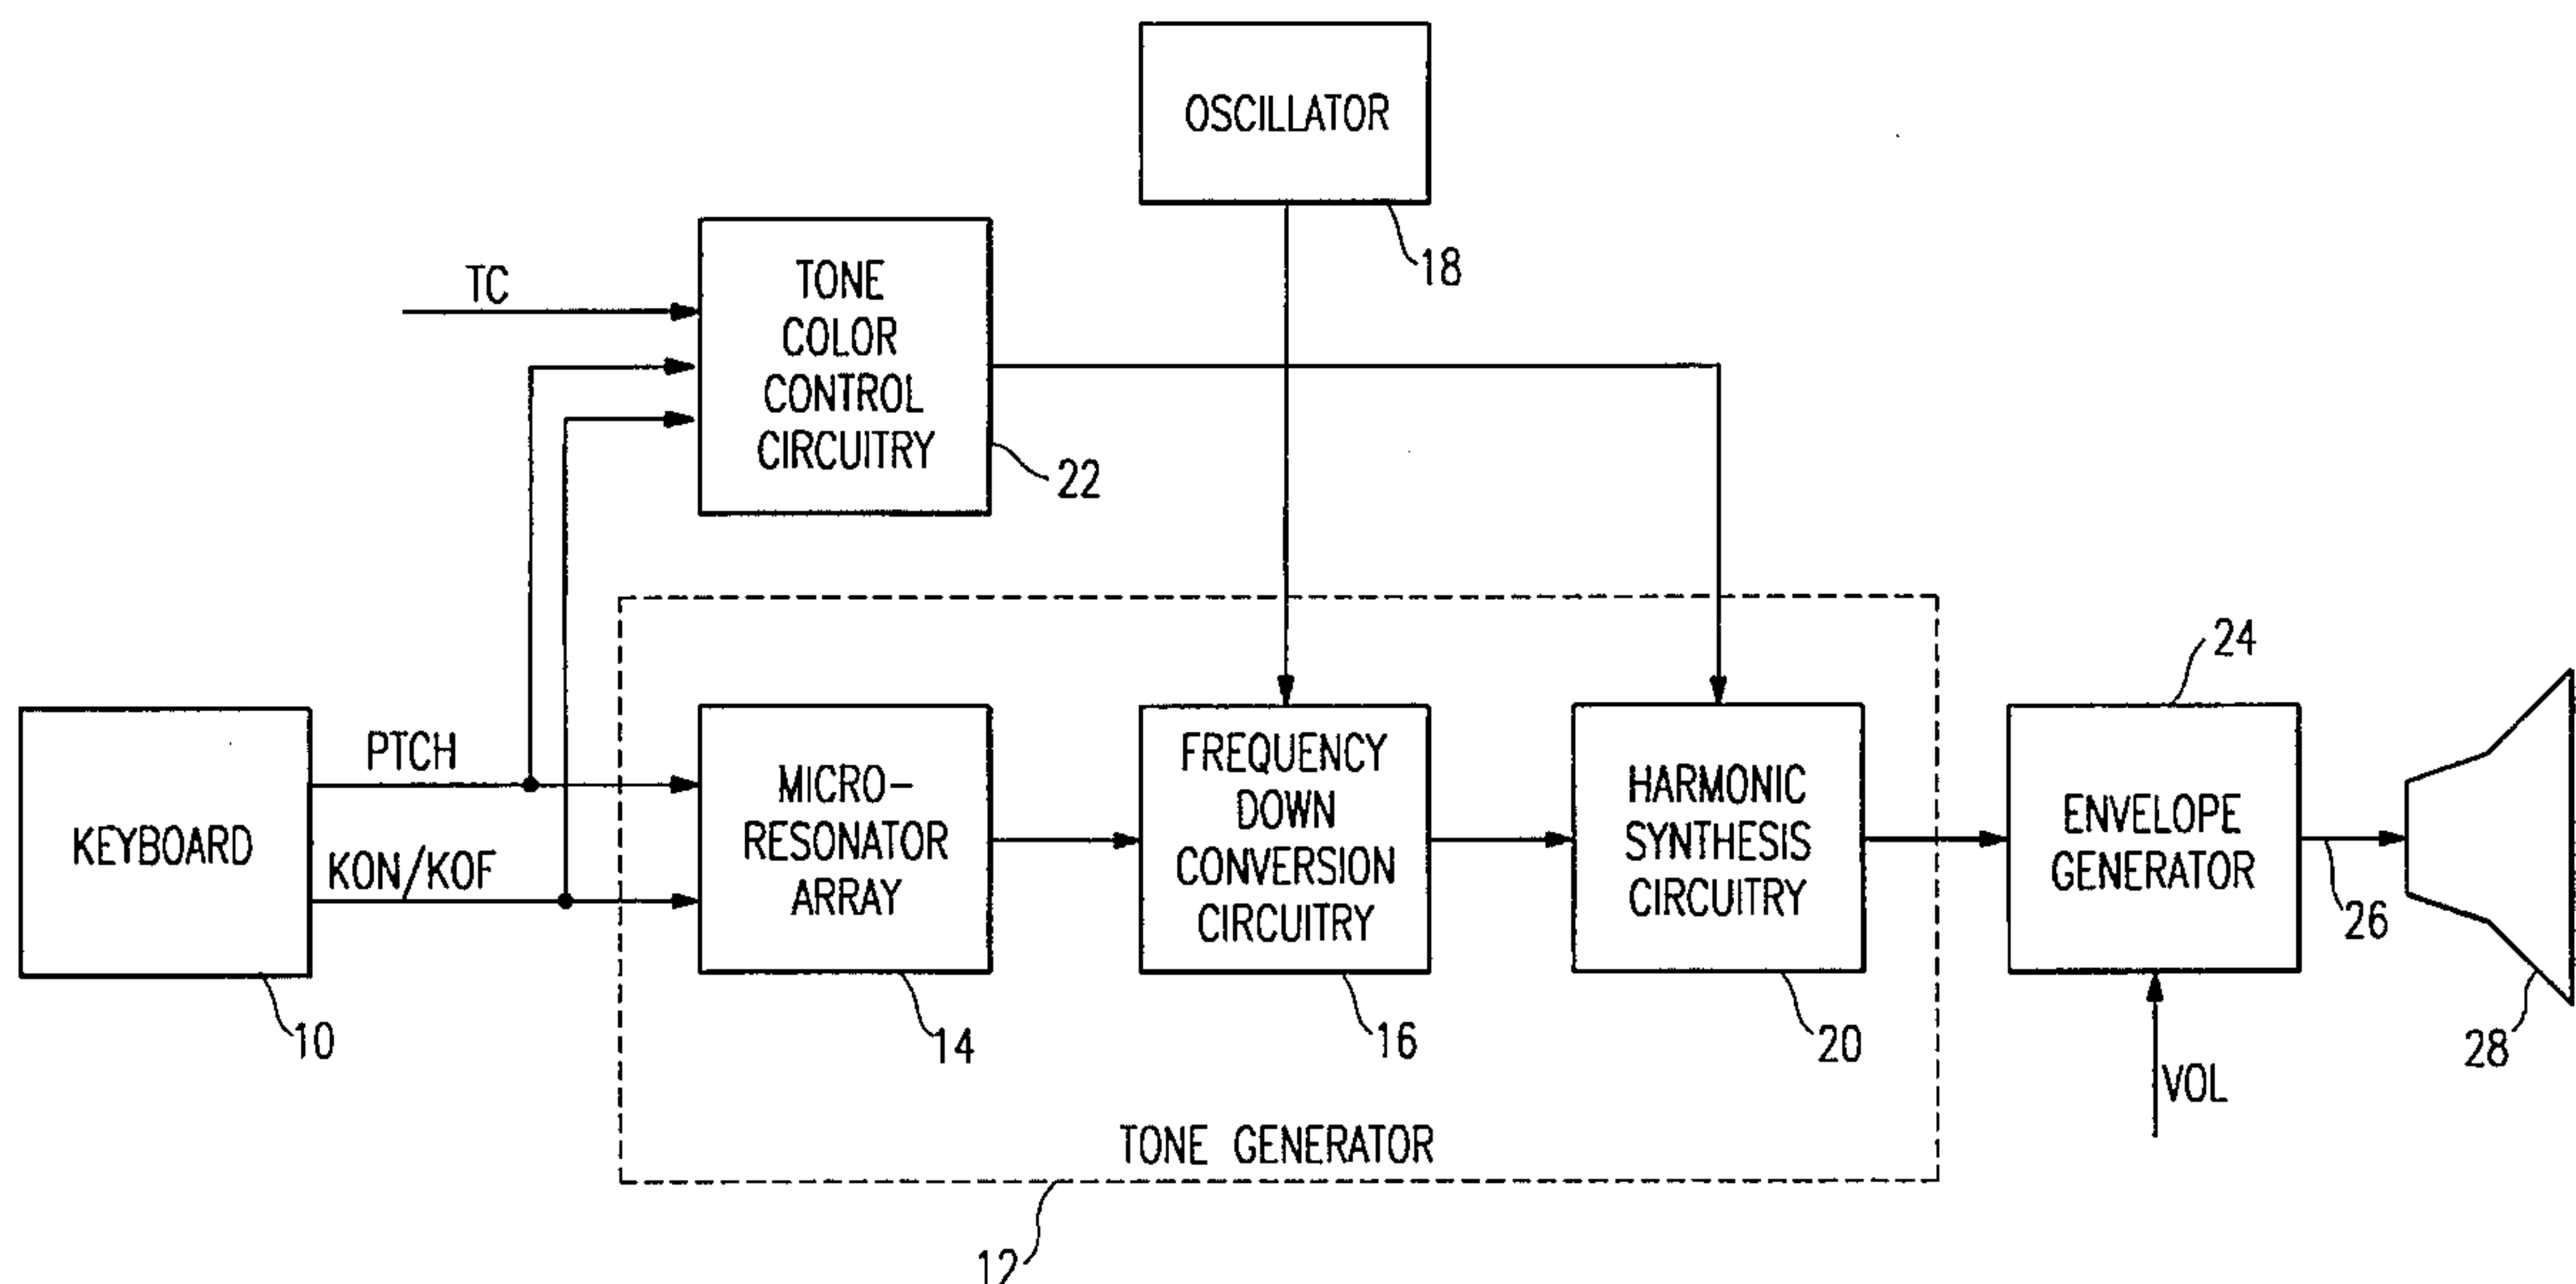 OSCILLATOR
18
TC
TONE
COLOR
CONTROL
CIRCUITRY
22
KEYBOARD
10
PTCH
KON/KOF
MICRO-
RESONATOR
ARRAY
14
FREQUENCY
DOWN
CONVERSION
CIRCUITRY
16
HARMONIC
SYNTHESIS
CIRCUITRY
20
TONE GENERATOR
12
24
ENVELOPE
GENERATOR
26
VOL
28